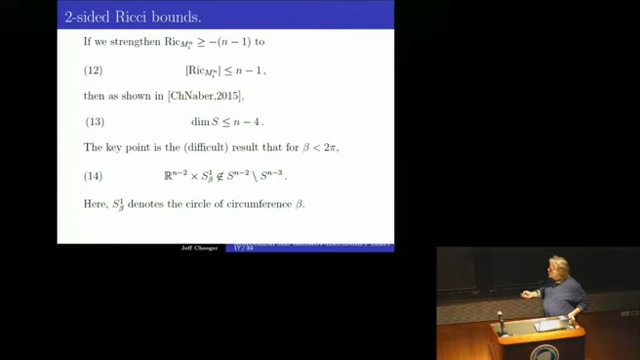 2-sided Ricci bounds.
If we strengthen Ric_{M_i^n} ≥ −(n − 1) to
(12) |Ric_{M_i^n}| ≤ n − 1 ,
then as shown in [ChNaber,2015],
(13) dim S ≤ n − 4 .
The key point is the (difficult) result that for β < 2π,
(14) ℝ^{n−2} × S^1_β ∉ S^{n−2} \ S^{n−3} .
Here, S^1_β denotes the circle of circumference β.
Jeff Cheeger
17 / 34